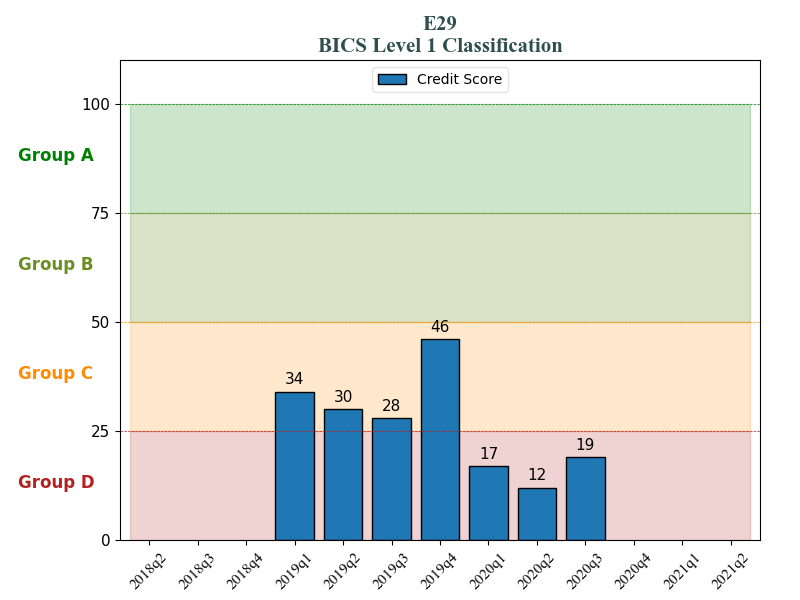 E29
BICS Level 1 Classification
Credit Score
100
Group A
75
Group B
50
46
Group C
34
30
28
25
19
17
12
Group D
0
2018q2 2018q3 2018q4 2019q1 2019q2 2019q3 2019q4 2020q1 2020q2 2020q3 2020q4 2021q1 2021q2